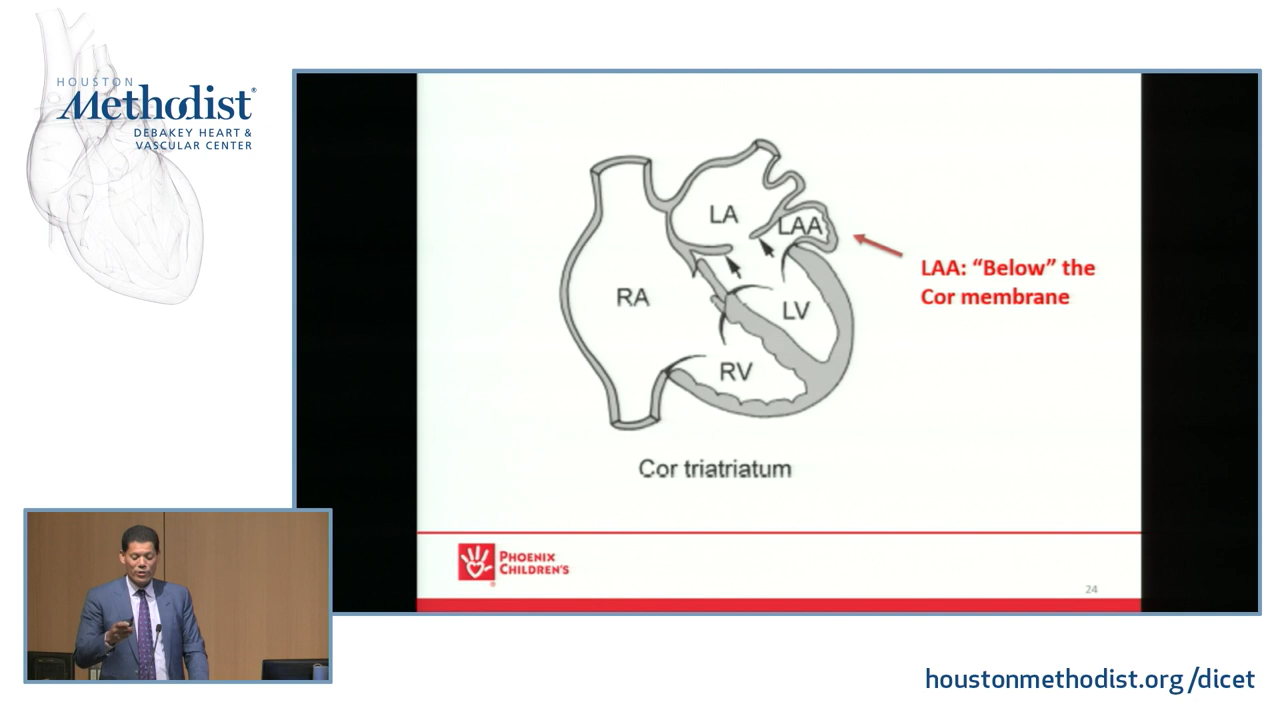 HOUSTON
Methodist®
DEBAKEY HEART &
VASCULAR CENTER
LA
LAA
RA
LV
RV
LAA: “Below” the
Cor membrane
Cor triatriatum
PHOENIX
CHILDREN'S
24
houstonmethodist.org/dicet